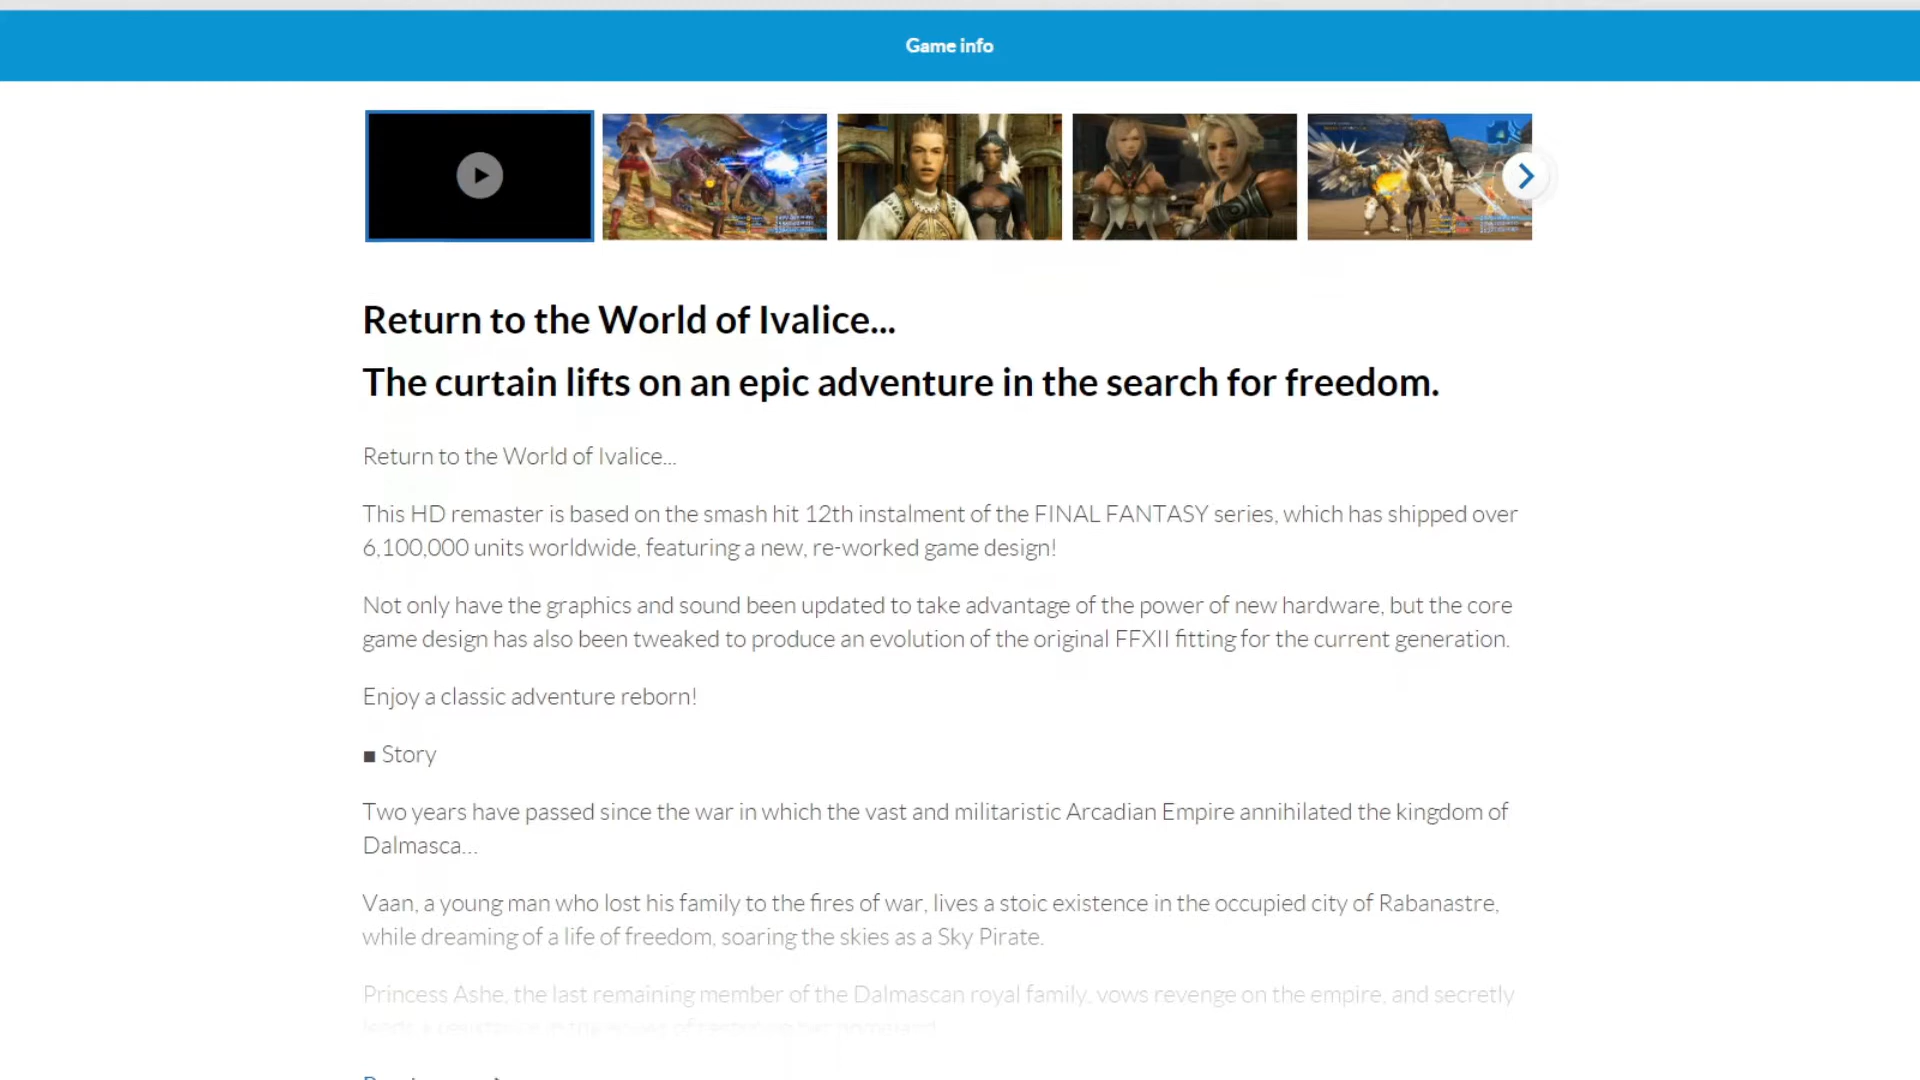 Game info
Return to the World of Ivalice...
The curtain lifts on an epic adventure in the search for freedom.
Return to the World of Ivalice...
This HD remaster is based on the smash hit 12th instalment of the FINAL FANTASY series, which has shipped over
6,100,000 units worldwide, featuring a new, re-worked game design!
Not only have the graphics and sound been updated to take advantage of the power of new hardware, but the core
game design has also been tweaked to produce an evolution of the original FFXII fitting for the current generation.
Enjoy a classic adventure reborn!
■ Story
Two years have passed since the war in which the vast and militaristic Arcadian Empire annihilated the kingdom of
Dalmasca...
Vaan, a young man who lost his family to the fires of war, lives a stoic existence in the occupied city of Rabanastre,
while dreaming of a life of freedom, soaring the skies as a Sky Pirate.
Princess Ashe, the last remaining member of the Dalmascan royal family, vows revenge on the empire, and secretly